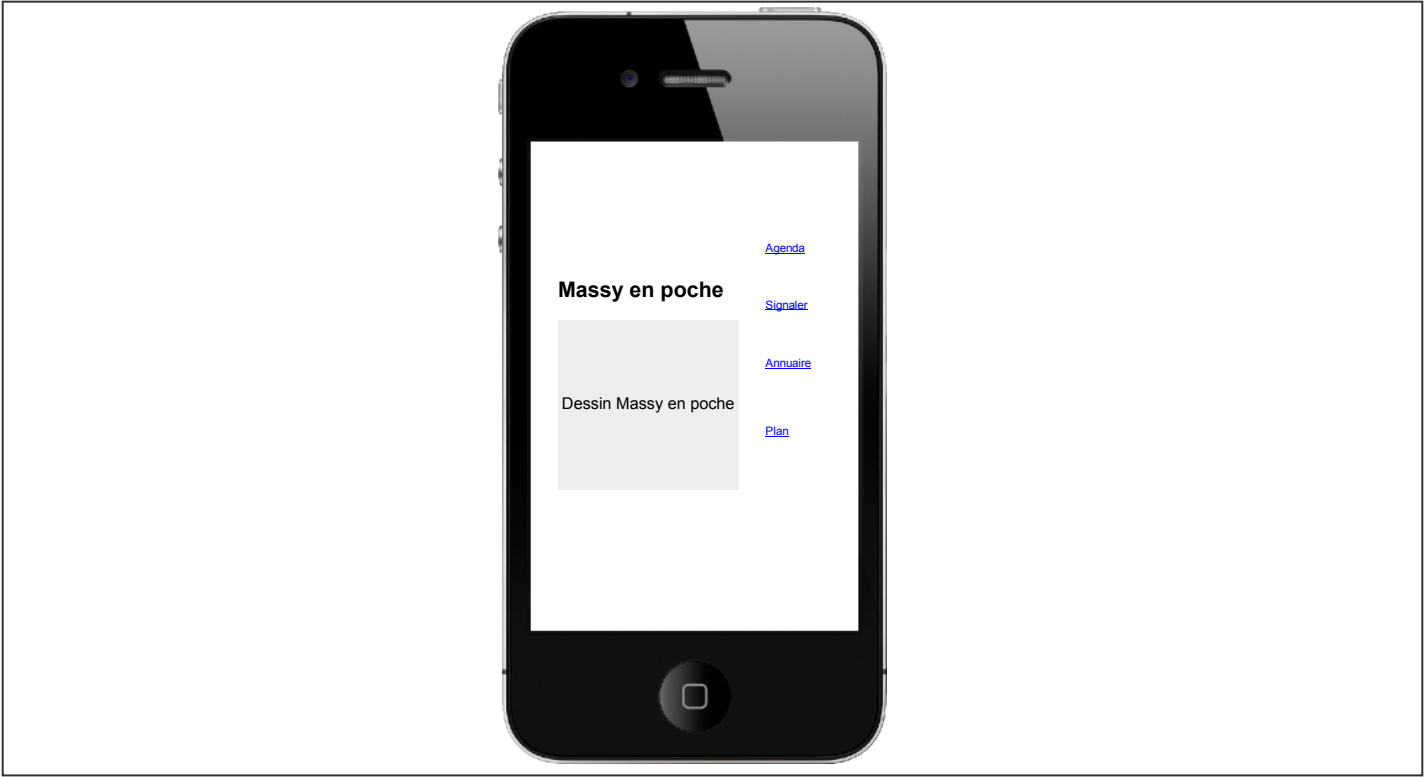 Massy en poche
Dessin Massy en poche
Agenda
Signaler
Annuaire
Plan